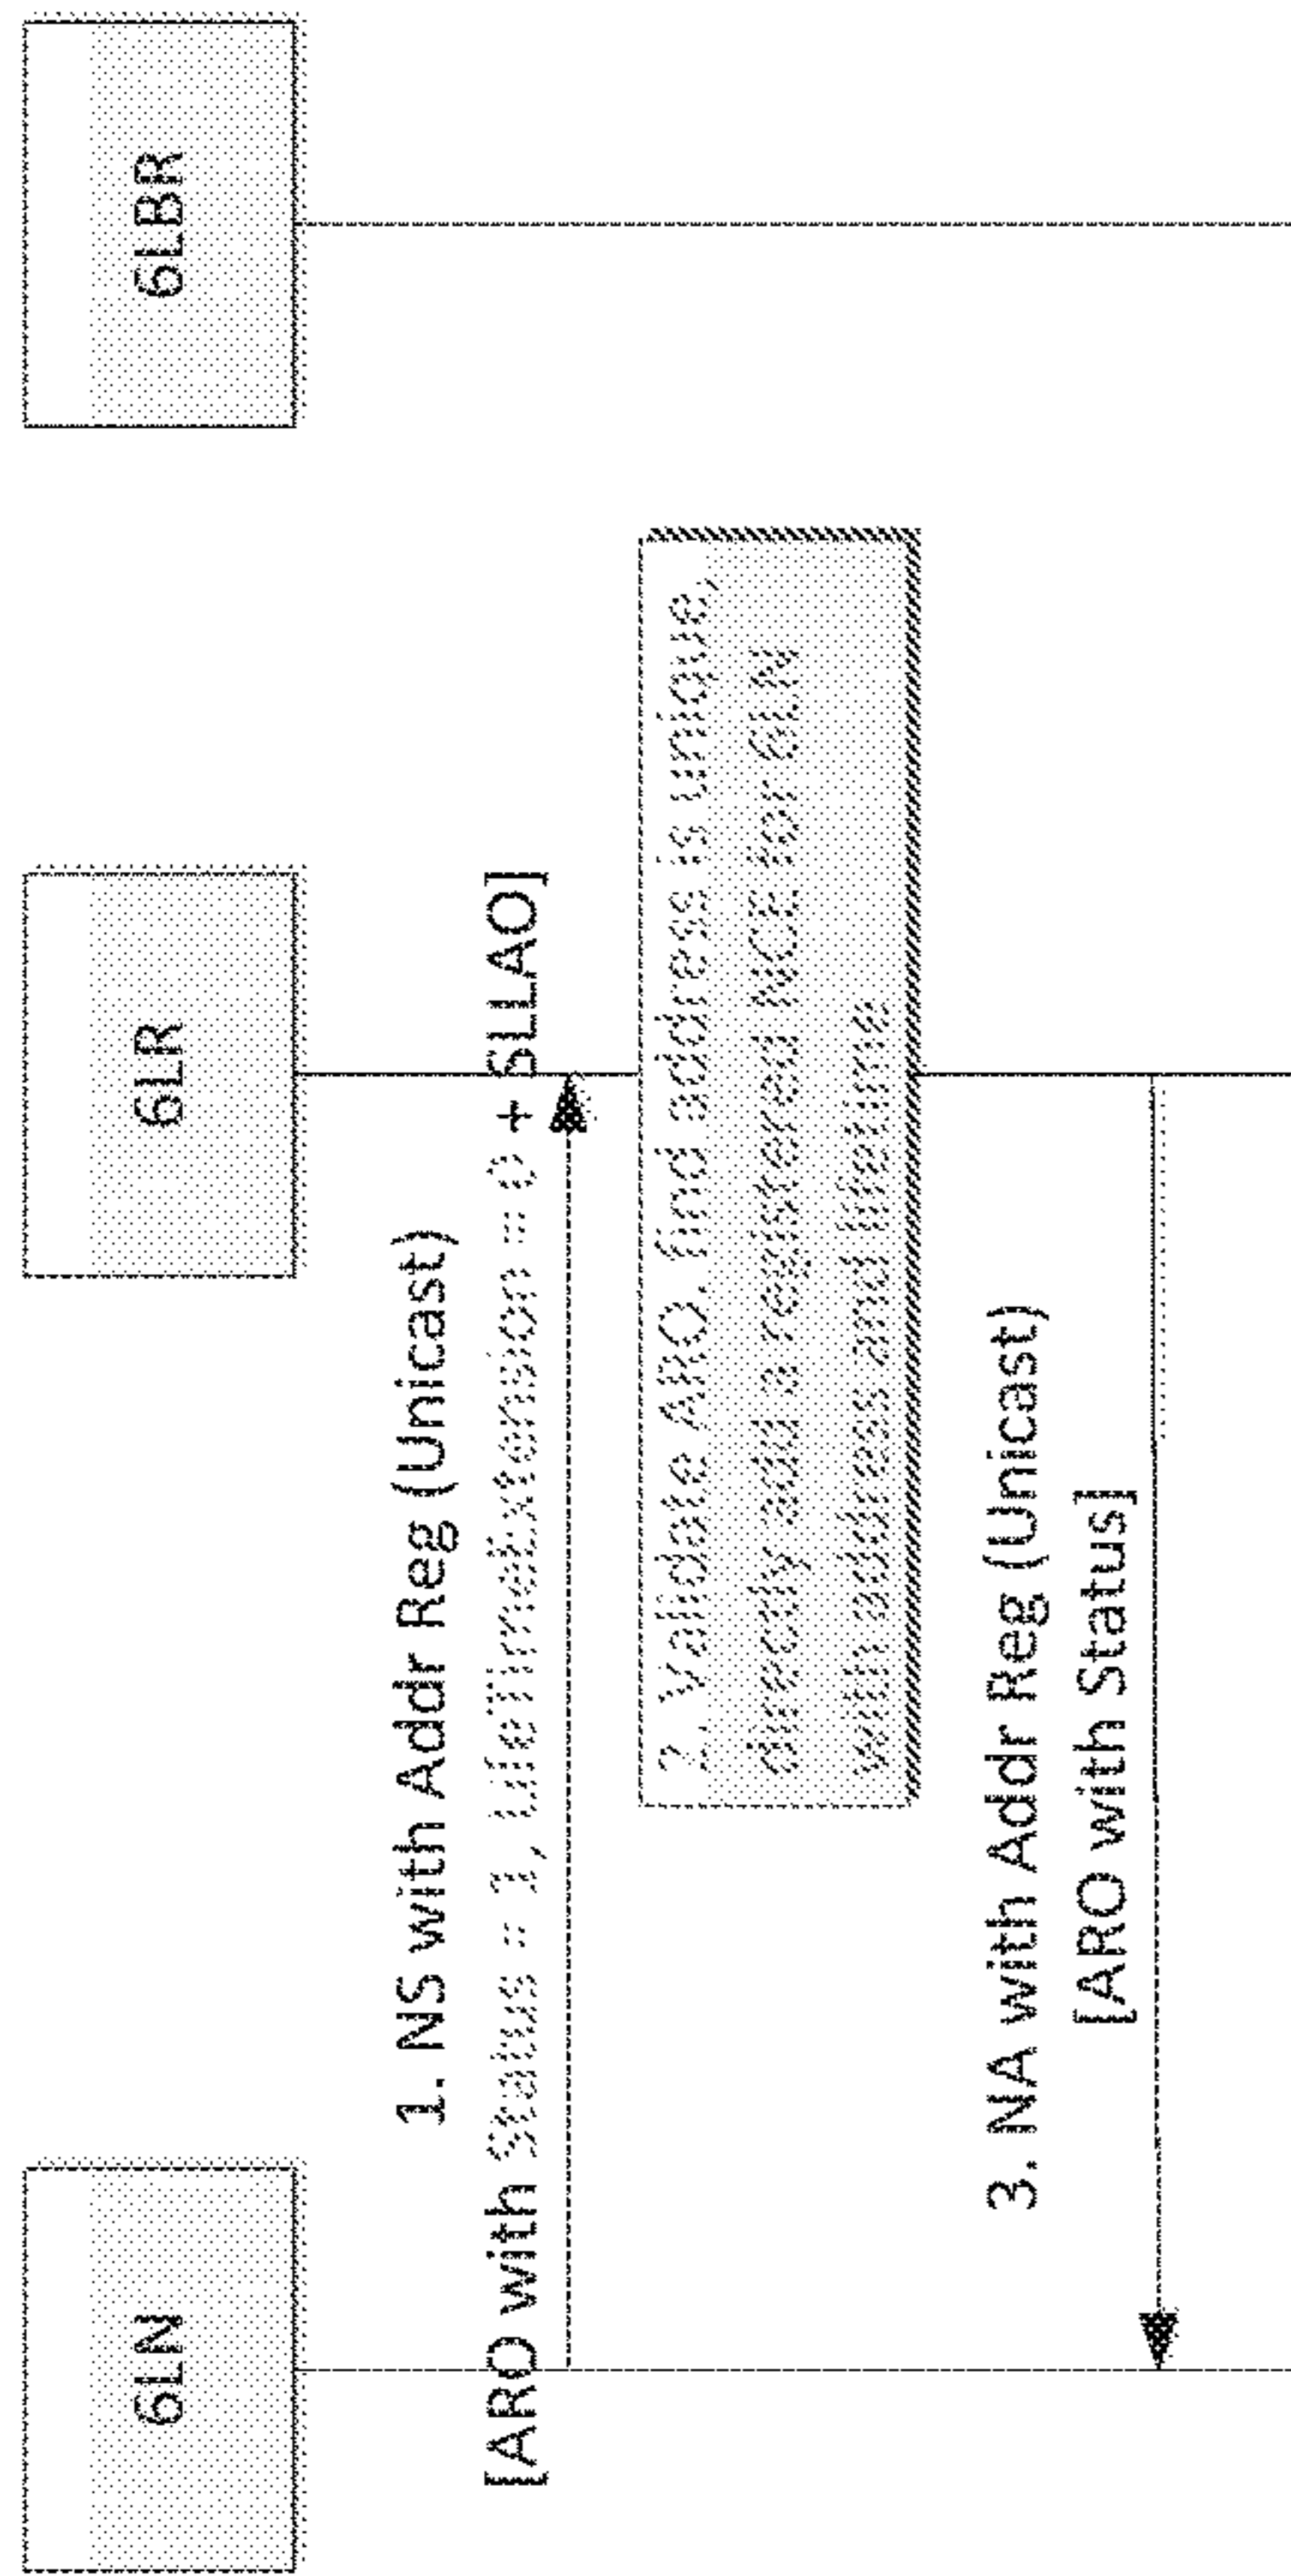 6LN
6LR
6LBR
1. NS with Addr Reg (Unicast)
[ARO with Status = 1, LifeTimeExtension = 0 + SLLAO]
2. Validate ARO, find address is unique,
directly add a registered NCE for 6LN
with address and lifetime
3. NA with Addr Reg (Unicast)
[ARO with Status]